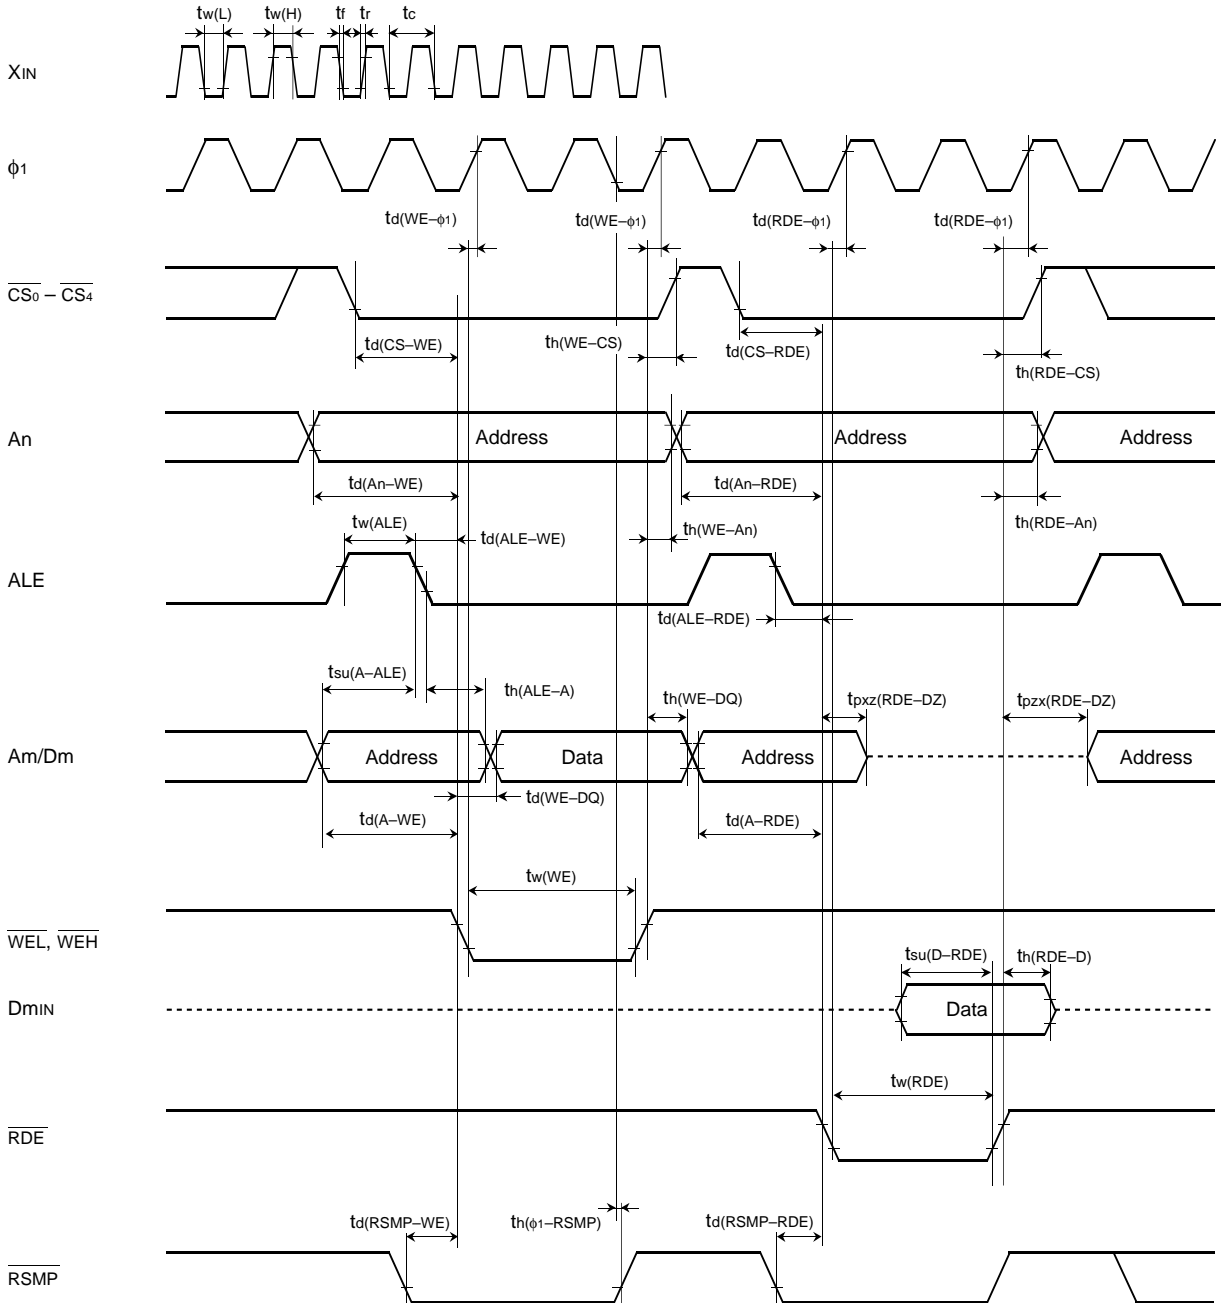 tw(L) tw(H) tf tr tc
XIN
ϕ1
td(WE–ϕ1) td(WE–ϕ1) td(RDE–ϕ1) td(RDE–ϕ1)
CS0 – CS4
td(CS–WE) th(WE–CS) td(CS–RDE) th(RDE–CS)
An Address Address Address
td(An–WE) td(An–RDE)
tw(ALE) td(ALE–WE) th(WE–An) th(RDE–An)
ALE
td(ALE–RDE)
tsu(A–ALE) th(ALE–A) th(WE–DQ) tpxz(RDE–DZ) tpzx(RDE–DZ)
Am/Dm Address Data Address Address
td(WE–DQ)
td(A–WE) td(A–RDE)
tw(WE)
WEL, WEH
tsu(D–RDE) th(RDE–D)
DmIN Data
tw(RDE)
RDE
td(RSMP–WE) th(ϕ1–RSMP) td(RSMP–RDE)
RSMP